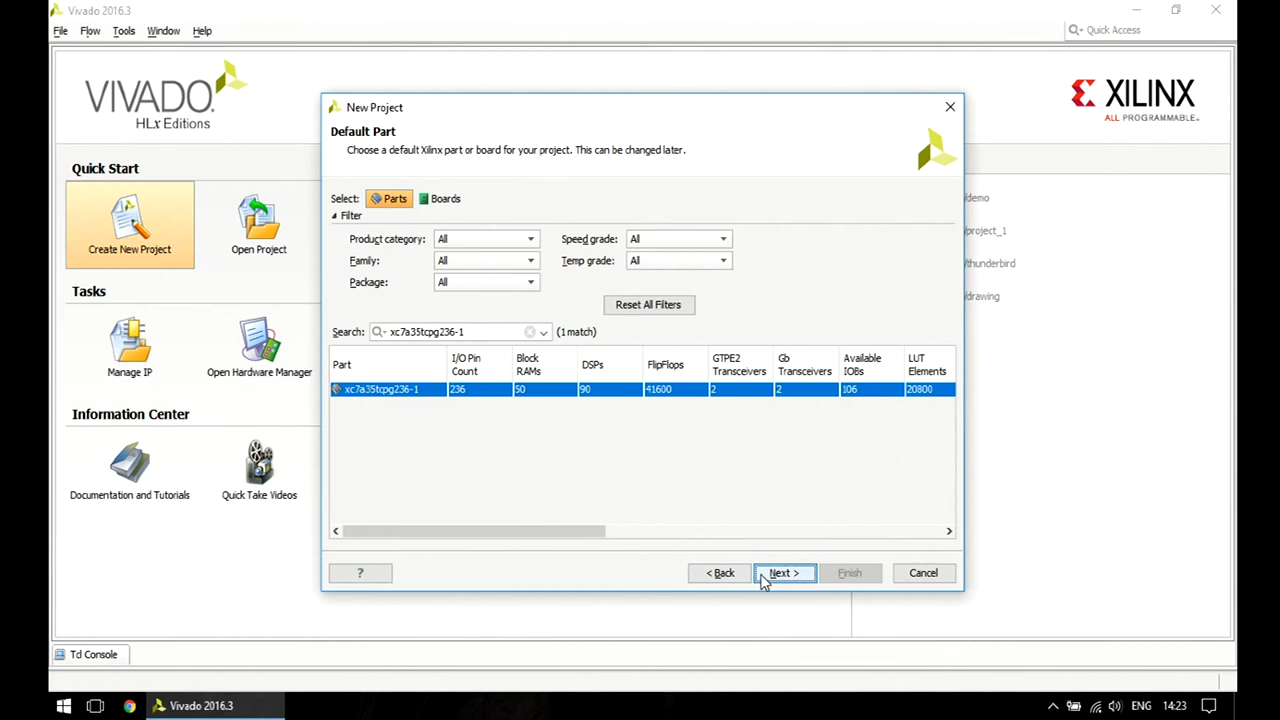 Vivado 2016.3
File Flow Tools Window Help
Quick Access
VIVADO.
HLx Editions
XILINX
ALL PROGRAMMABLE™
Quick Start
Create New Project
Open Project
Tasks
Manage IP
Open Hardware Manager
Information Center
Documentation and Tutorials
Quick Take Videos
/demo
/project_1
/thunderbird
/drawing
New Project
Default Part
Choose a default Xilinx part or board for your project. This can be changed later.
Select: Parts Boards
Filter
Product category: All Speed grade: All
Family: All Temp grade: All
Package: All
Reset All Filters
Search: xc7a35tcpg236-1 (1 match)
Part I/O Pin Count Block RAMs DSPs FlipFlops GTPE2 Transceivers Gb Transceivers Available IOBs LUT Elements
xc7a35tcpg236-1 236 50 90 41600 2 2 106 20800
? < Back Next > Finish Cancel
Tcl Console
Vivado 2016.3 ENG 14:23